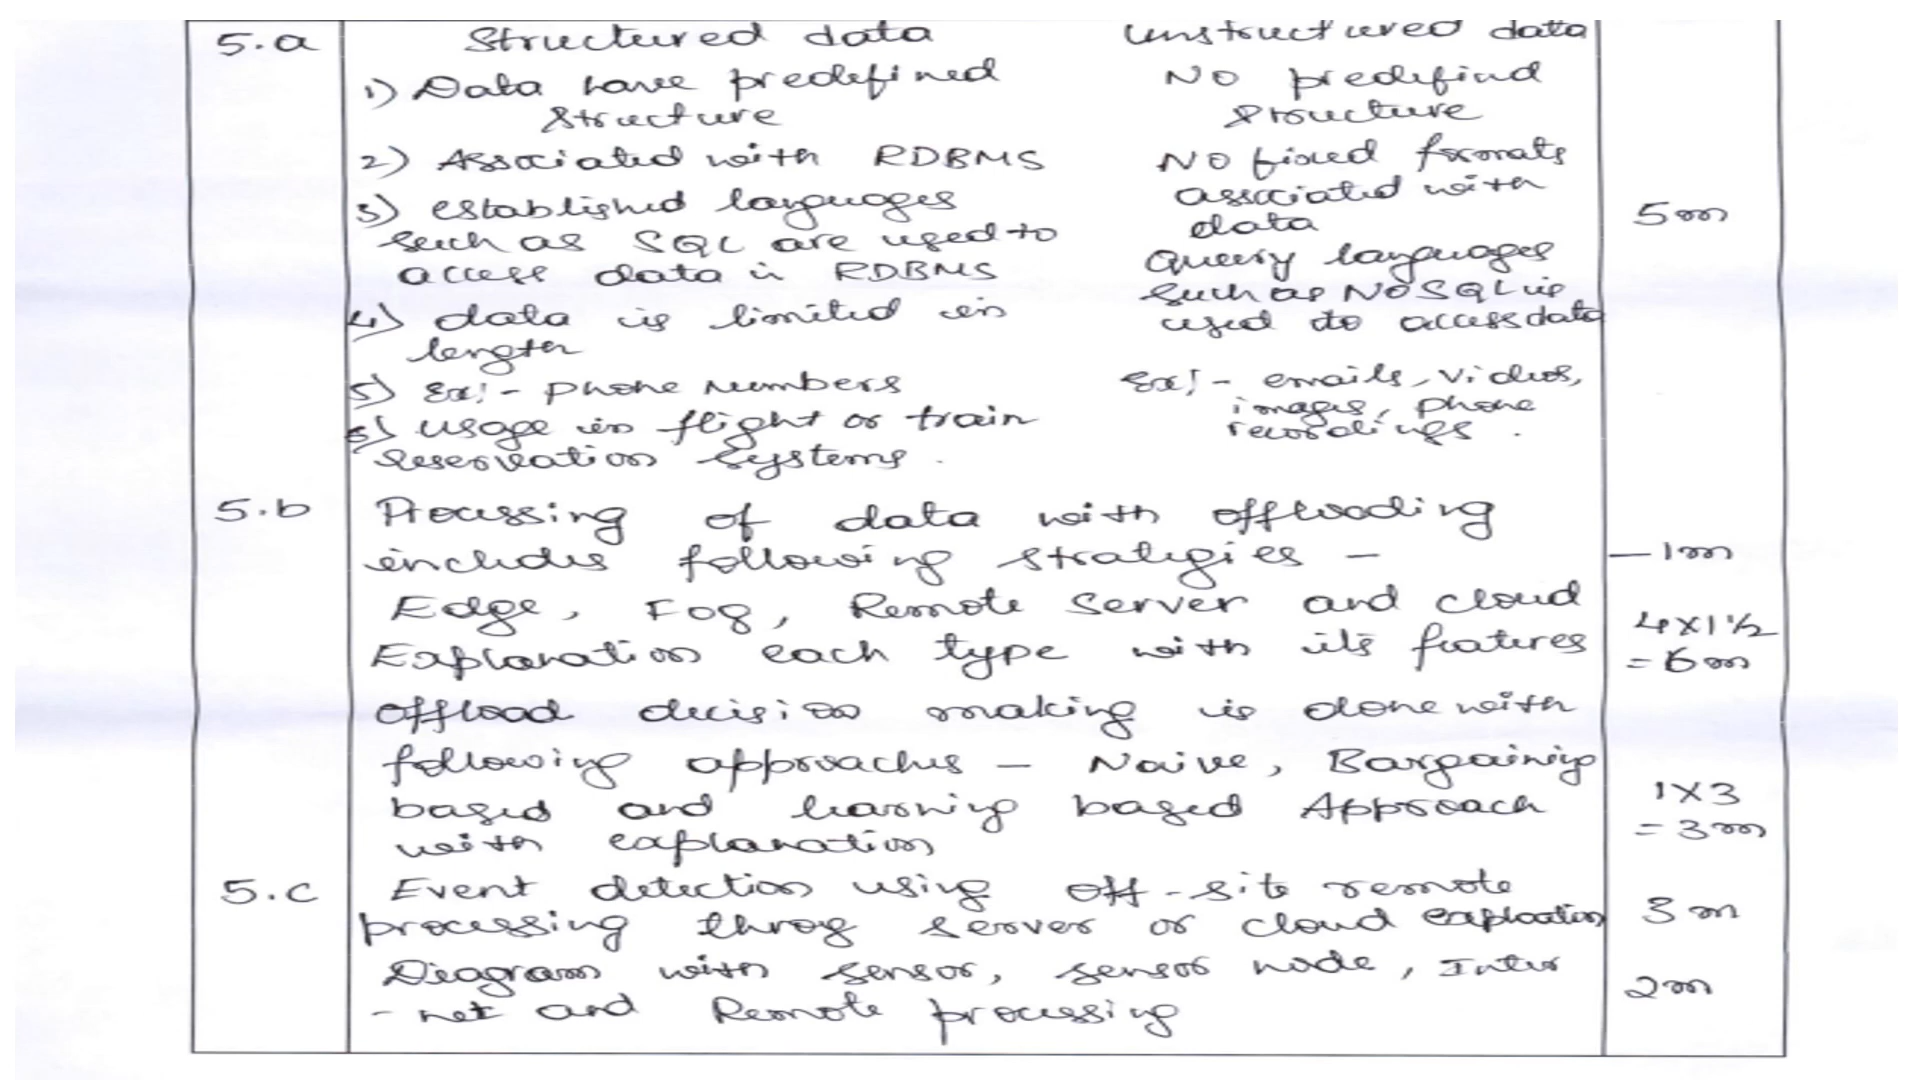 5.a Structured data Unstructured data
1) Data have predefined No predefind
structure structure
2) Associated with RDBMS No fixed formats
associated with
3) established languages data
such as SQL are used to Query languages
access data in RDBMS such as NoSQL is
4) data is limited in used to access data
length
5) Ex:- phone numbers Ex:- emails, videos,
images, phone
6) usage in flight or train recordings.
reservation systems.
5m
5.b Processing of data with offloading
includes following strategies - — 1m
Edge, Fog, Remote Server and cloud
Explanation each type with its features
4x1½
= 6m
offload decision making is done with
following approaches - Naive, Bargaining
based and learning based Approach
with explanation
1X3
= 3m
5.c Event detection using off-site remote
processing throg server or cloud explaation 3m
Diagram with sensor, sensor node, Inter
-net and Remote processing
2m